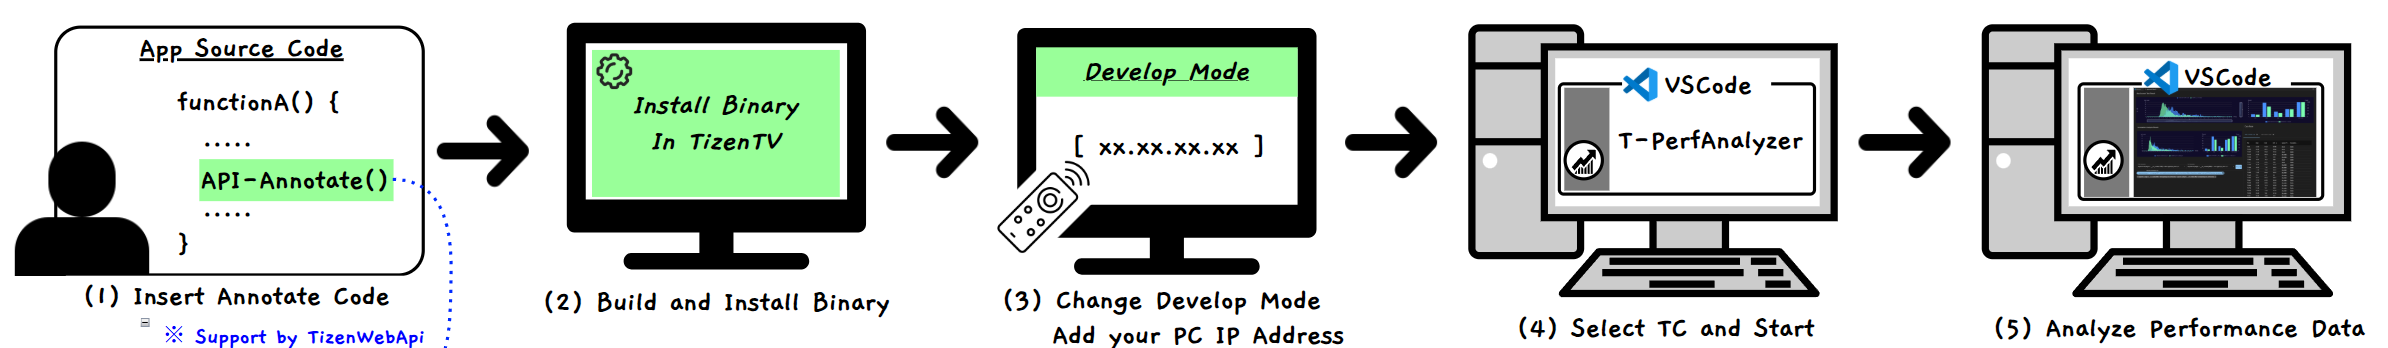 App Source Code
functionA() {
.....
API-Annotate()
.....
}
(1) Insert Annotate Code
※ Support by TizenWebApi
Install Binary
In TizenTV
(2) Build and Install Binary
Develop Mode
[ xx.xx.xx.xx ]
(3) Change Develop Mode
Add your PC IP Address
VSCode
T-PerfAnalyzer
(4) Select TC and Start
VSCode
(5) Analyze Performance Data